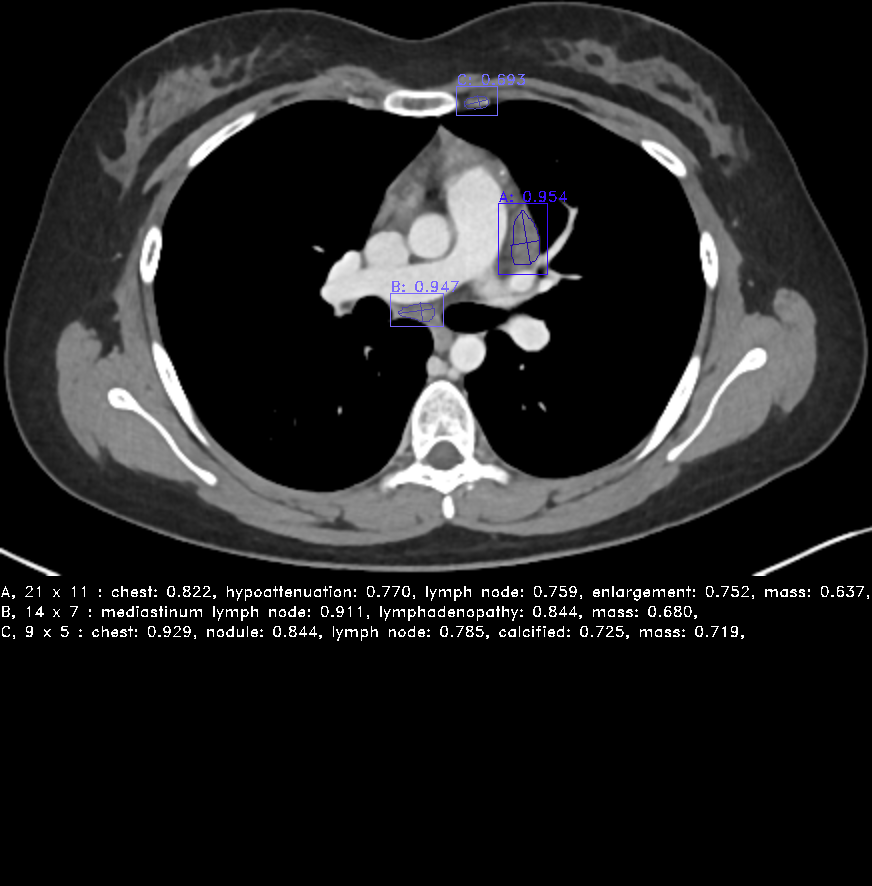 C: 0.693
A: 0.954
B: 0.947
A, 21 x 11 : chest: 0.822, hypoattenuation: 0.770, lymph node: 0.759, enlargement: 0.752, mass: 0.637,
B, 14 x 7 : mediastinum lymph node: 0.911, lymphadenopathy: 0.844, mass: 0.680,
C, 9 x 5 : chest: 0.929, nodule: 0.844, lymph node: 0.785, calcified: 0.725, mass: 0.719,